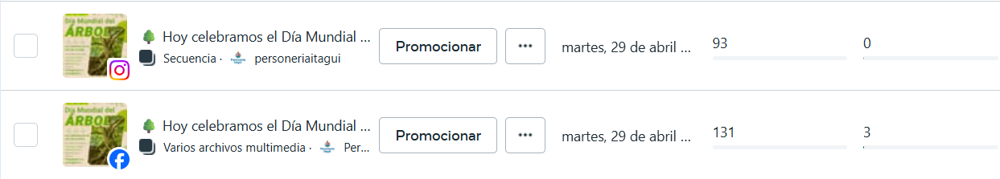 Día Mundial del
ÁRBOL
🌳 Hoy celebramos el Día Mundial ...
Secuencia · personeriaitagui
Promocionar
...
martes, 29 de abril ...
93
0
Día Mundial del
ÁRBOL
🌳 Hoy celebramos el Día Mundial ...
Varios archivos multimedia · Per...
Promocionar
...
martes, 29 de abril ...
131
3